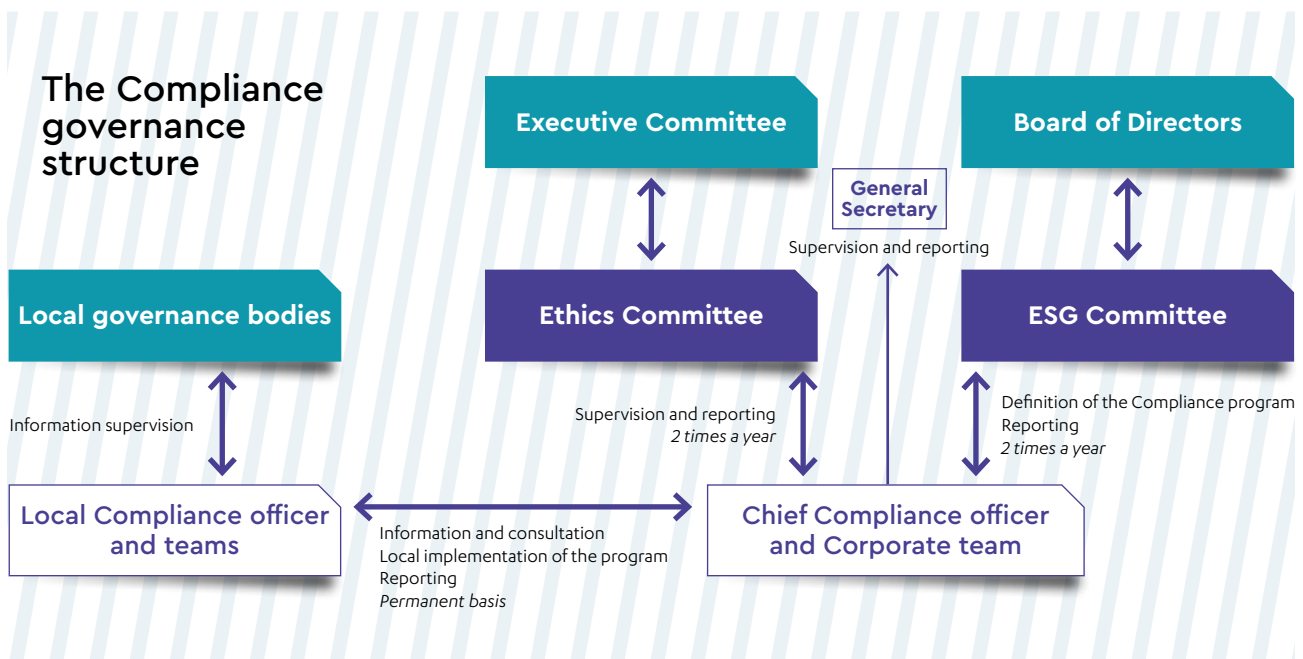 The Compliance
governance
structure
Executive Committee
Board of Directors
General
Secretary
Supervision and reporting
Local governance bodies
Ethics Committee
ESG Committee
Information supervision
Supervision and reporting
2 times a year
Definition of the Compliance program
Reporting
2 times a year
Local Compliance officer
and teams
Information and consultation
Local implementation of the program
Reporting
Permanent basis
Chief Compliance officer
and Corporate team